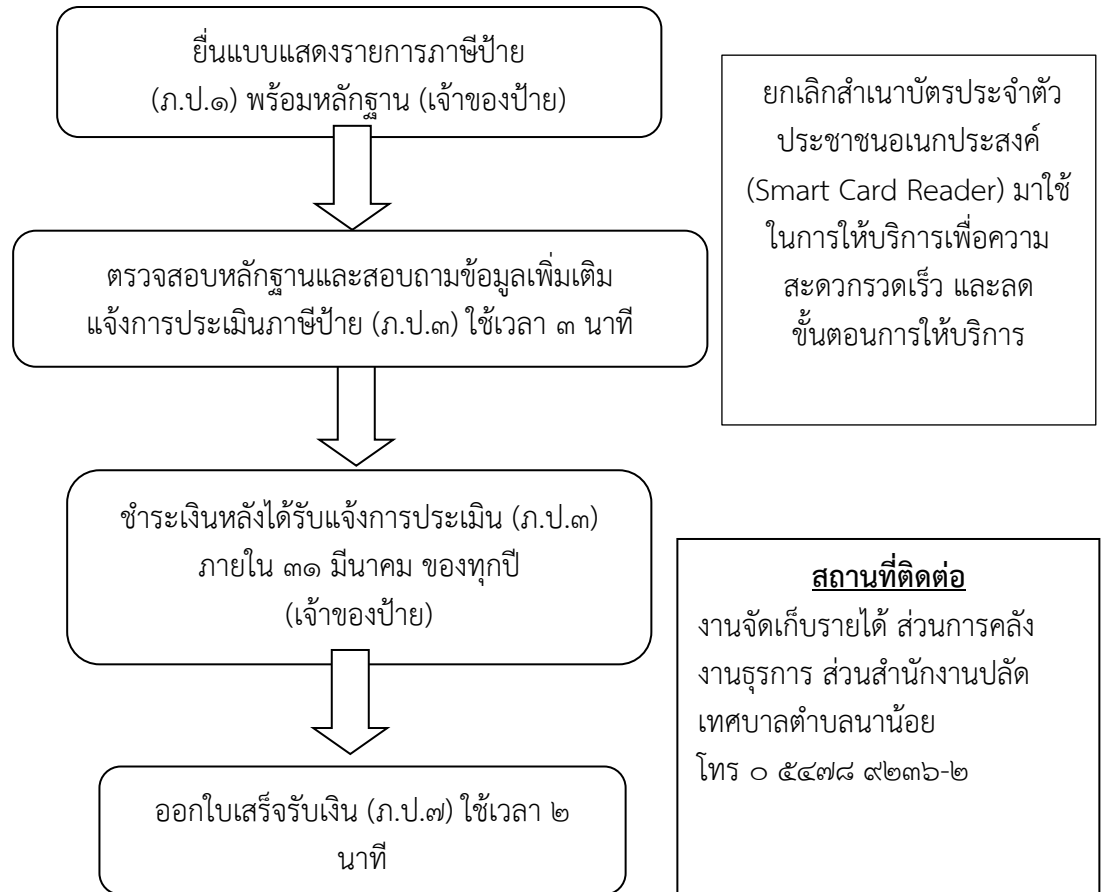 ยื่นแบบแสดงรายการภาษีป้าย
(ภ.ป.๑) พร้อมหลักฐาน (เจ้าของป้าย)
ตรวจสอบหลักฐานและสอบถามข้อมูลเพิ่มเติม
แจ้งการประเมินภาษีป้าย (ภ.ป.๓) ใช้เวลา ๓ นาที
ชำระเงินหลังได้รับแจ้งการประเมิน (ภ.ป.๓)
ภายใน ๓๑ มีนาคม ของทุกปี
(เจ้าของป้าย)
ออกใบเสร็จรับเงิน (ภ.ป.๗) ใช้เวลา ๒
นาที
ยกเลิกสำเนาบัตรประจำตัว
ประชาชนอเนกประสงค์
(Smart Card Reader) มาใช้
ในการให้บริการเพื่อความ
สะดวกรวดเร็ว และลด
ขั้นตอนการให้บริการ
สถานที่ติดต่อ
งานจัดเก็บรายได้ ส่วนการคลัง
งานธุรการ ส่วนสำนักงานปลัด
เทศบาลตำบลนาน้อย
โทร ๐ ๕๔๗๘ ๙๒๓๖-๒